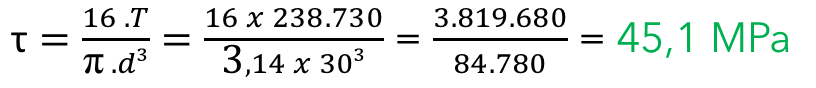 τ = 16 .T / π .d³ = 16 x 238.730 / 3,14 x 30³ = 3.819.680 / 84.780 = 45,1 MPa